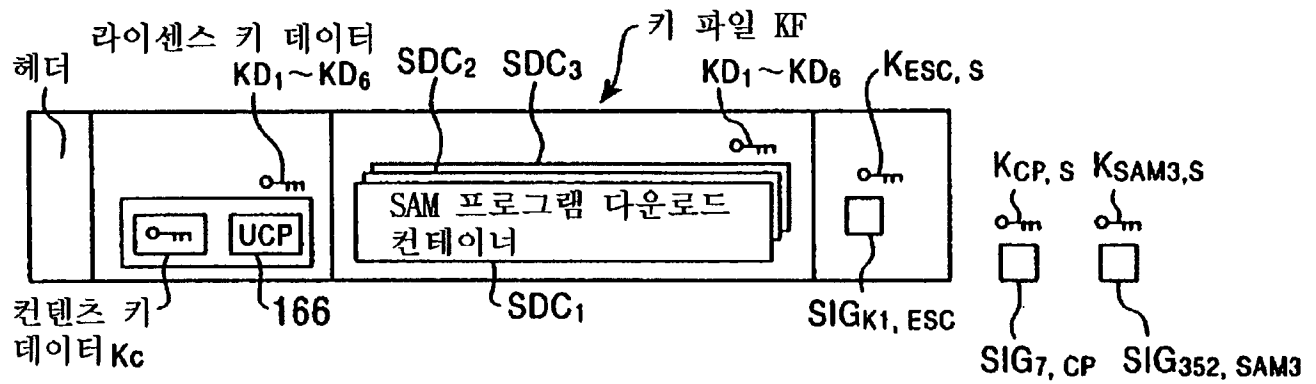 키 파일 KF
라이센스 키 데이터
KD1~KD6
헤더
SDC2
SDC3
KD1~KD6
KESC, S
KCP, S
KSAM3,S
SAM 프로그램 다운로드
컨테이너
UCP
컨텐츠 키
데이터Kc
166
SDC1
SIGK1, ESC
SIG7, CP
SIG352, SAM3